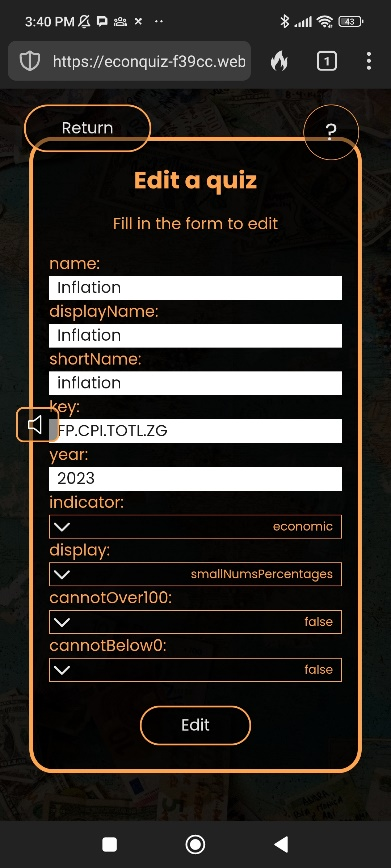 3:40 PM
43
https://econquiz-f39cc.web
1
Return
?
Edit a quiz
Fill in the form to edit
name:
Inflation
displayName:
Inflation
shortName:
inflation
key:
FP.CPI.TOTL.ZG
year:
2023
indicator:
economic
display:
smallNumsPercentages
cannotOver100:
false
cannotBelow0:
false
Edit